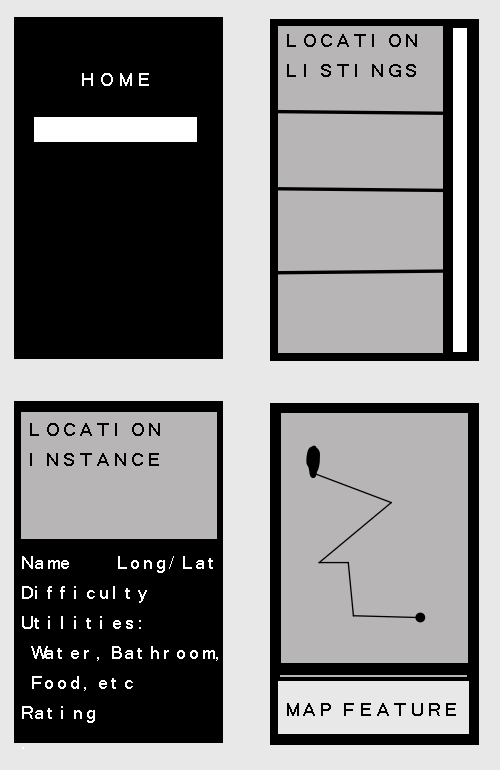 HOME
LOCATION
LISTINGS
LOCATION
INSTANCE
Name Long/Lat
Difficulty
Utilities:
Water, Bathroom,
Food, etc
Rating
MAP FEATURE